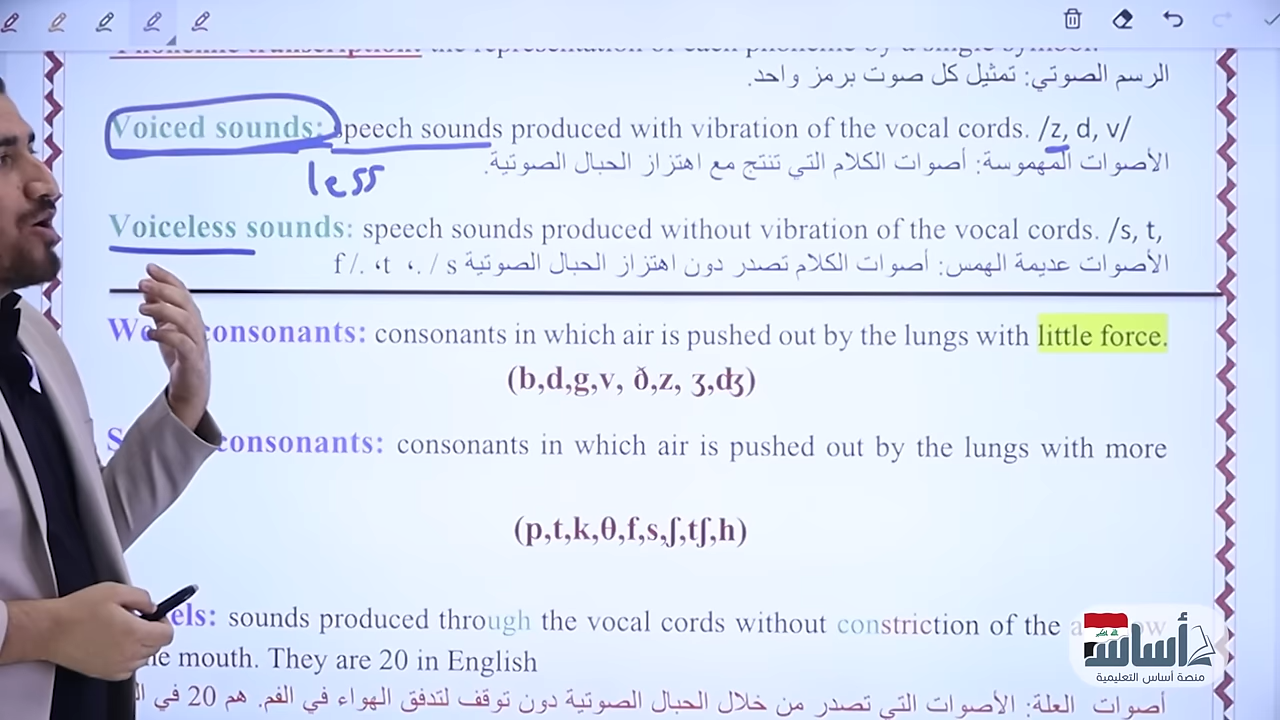 Phonemic transcription: the representation of each phoneme by a single symbol.
الرسم الصوتي: تمثيل كل صوت برمز واحد.
Voiced sounds: speech sounds produced with vibration of the vocal cords. /z, d, v/
الأصوات المهموسة: أصوات الكلام التي تنتج مع اهتزاز الحبال الصوتية.
less
Voiceless sounds: speech sounds produced without vibration of the vocal cords. /s, t,
الأصوات عديمة الهمس: أصوات الكلام تصدر دون اهتزاز الحبال الصوتية s / .، t، f /.
consonants: consonants in which air is pushed out by the lungs with little force.
(b,d,g,v, ð,z, ʒ,dʒ)
consonants: consonants in which air is pushed out by the lungs with more
(p,t,k,θ,f,s,ʃ,tʃ,h)
els: sounds produced through the vocal cords without constriction of the
mouth. They are 20 in English
أصوات العلة: الأصوات التي تصدر من خلال الحبال الصوتية دون توقف لتدفق الهواء في الفم. هم 20 في
أساس
منصة أساس التعليمية